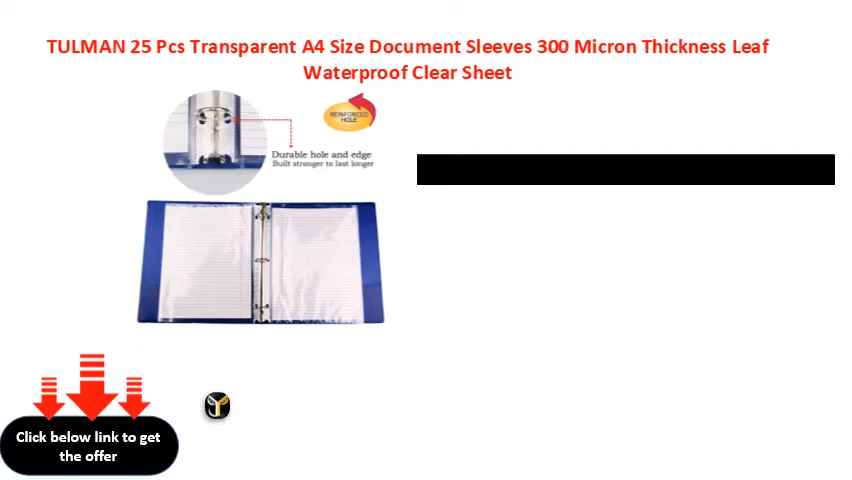 TULMAN 25 Pcs Transparent A4 Size Document Sleeves 300 Micron Thickness Leaf
Waterproof Clear Sheet
REINFORCED
HOLE
Durable hole and edge
Built stronger to last longer
Click below link to get
the offer